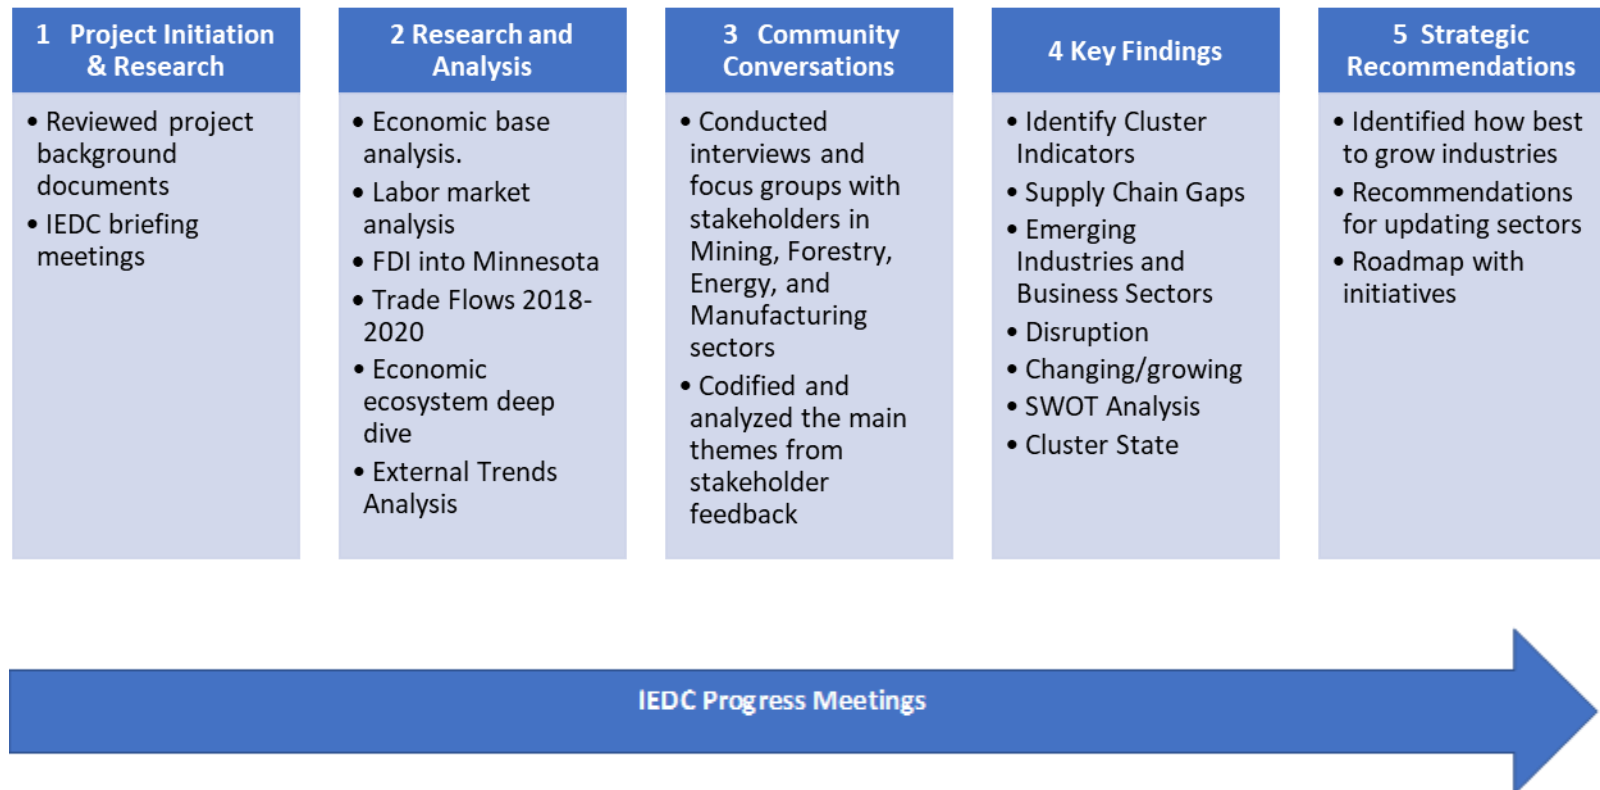 1 Project Initiation
& Research
• Reviewed project
background
documents
• IEDC briefing
meetings
2 Research and
Analysis
• Economic base
analysis.
• Labor market
analysis
• FDI into Minnesota
• Trade Flows 2018-
2020
• Economic
ecosystem deep
dive
• External Trends
Analysis
3 Community
Conversations
• Conducted
interviews and
focus groups with
stakeholders in
Mining, Forestry,
Energy, and
Manufacturing
sectors
• Codified and
analyzed the main
themes from
stakeholder
feedback
4 Key Findings
• Identify Cluster
Indicators
• Supply Chain Gaps
• Emerging
Industries and
Business Sectors
• Disruption
• Changing/growing
• SWOT Analysis
• Cluster State
5 Strategic
Recommendations
• Identified how best
to grow industries
• Recommendations
for updating sectors
• Roadmap with
initiatives
IEDC Progress Meetings